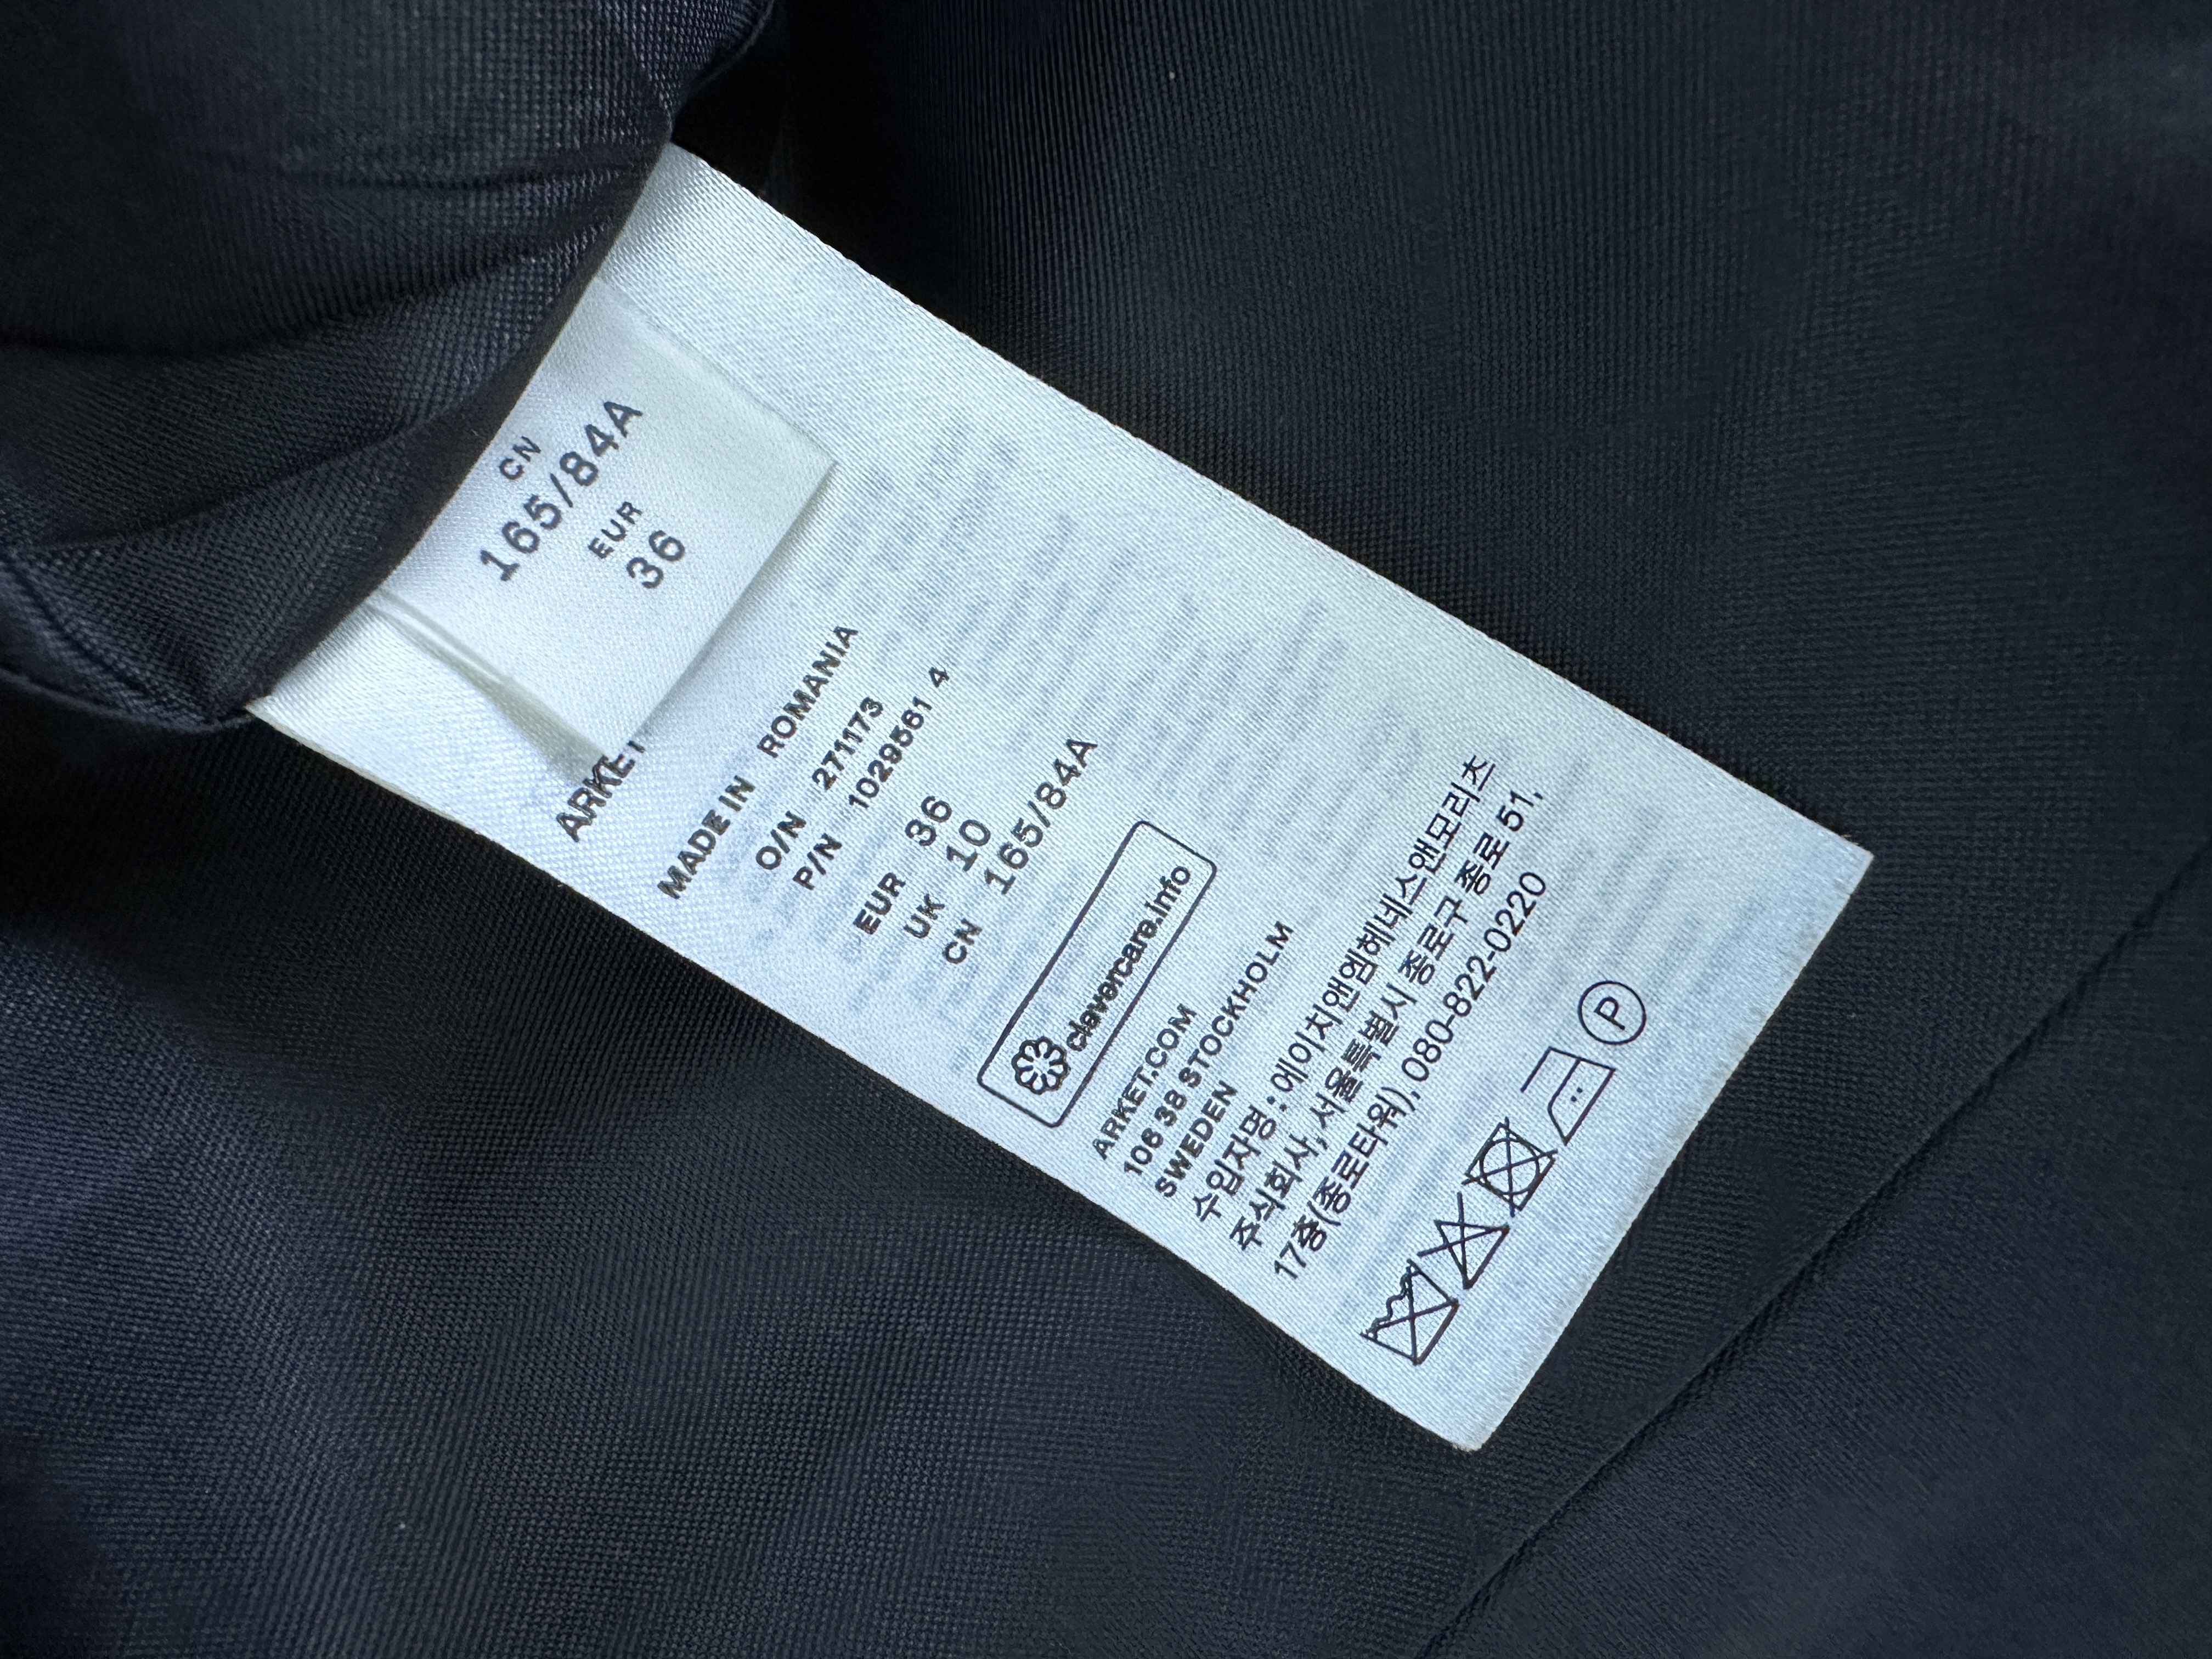 CN
165/84A
EUR
36
ARKET
MADE IN ROMANIA
O/N 271173
P/N 1029561 4
EUR 36
UK 10
CN 165/84A
clevercare.info
ARKET.COM
106 38 STOCKHOLM
SWEDEN
수입자명 : 에이치앤엠헤네스앤모리츠
주식회사, 서울특별시 종로구 종로 51,
17층(종로타워), 080-822-0220
P